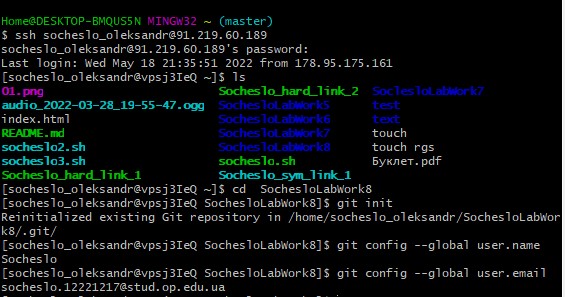 Home@DESKTOP-BMQUS5N MINGW32 ~ (master)
$ ssh socheslo_oleksandr@91.219.60.189
socheslo_oleksandr@91.219.60.189's password:
Last login: Wed May 18 21:35:51 2022 from 178.95.175.161
[socheslo_oleksandr@vpsj3IeQ ~]$ ls
01.png Socheslo_hard_link_2 SochesloLabWork7
audio_2022-03-28_19-55-47.ogg SochesloLabWork5 test
index.html SochesloLabWork6 text
README.md SochesloLabWork7 touch
socheslo2.sh SochesloLabWork8 touch rgs
socheslo3.sh socheslo.sh Буклет.pdf
Socheslo_hard_link_1 Socheslo_sym_link_1
[socheslo_oleksandr@vpsj3IeQ ~]$ cd  SochesloLabWork8
[socheslo_oleksandr@vpsj3IeQ SochesloLabWork8]$ git init
Reinitialized existing Git repository in /home/socheslo_oleksandr/SochesloLabWor
k8/.git/
[socheslo_oleksandr@vpsj3IeQ SochesloLabWork8]$ git config --global user.name
Socheslo
[socheslo_oleksandr@vpsj3IeQ SochesloLabWork8]$ git config --global user.email
socheslo.12221217@stud.op.edu.ua